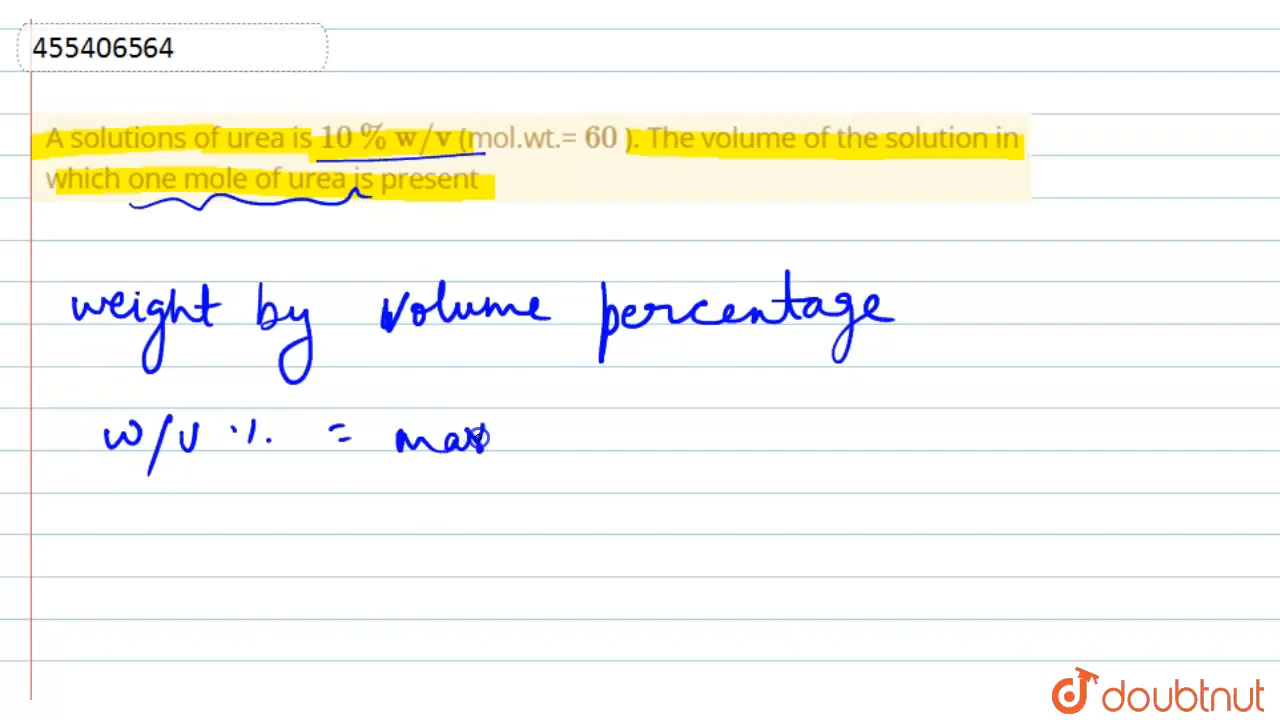 455406564
A solutions of urea is 10 % w/v (mol.wt.= 60 ). The volume of the solution in
which one mole of urea is present
weight by volume percentage
w/v % = mas
doubtnut